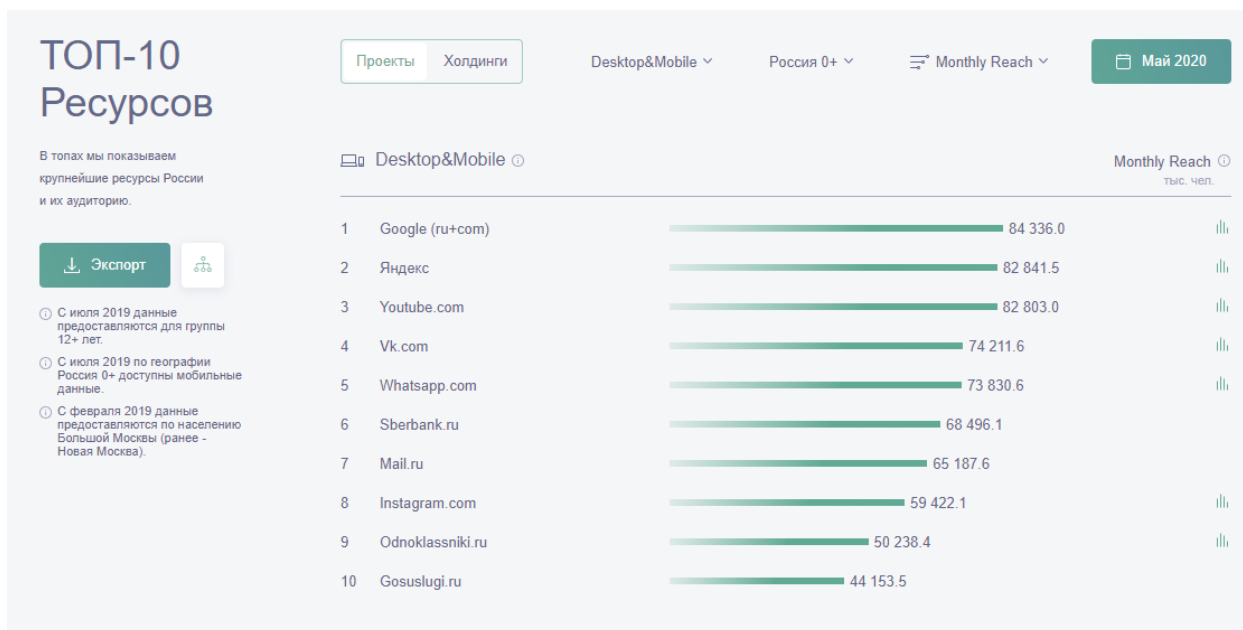 ТОП-10
Ресурсов
В топах мы показываем
крупнейшие ресурсы России
и их аудиторию.
Экспорт
С июля 2019 данные
предоставляются для группы
12+ лет.
С июля 2019 по географии
Россия 0+ доступны мобильные
данные.
С февраля 2019 данные
предоставляются по населению
Большой Москвы (ранее -
Новая Москва).
Проекты Холдинги Desktop&Mobile Россия 0+ Monthly Reach Май 2020
Desktop&Mobile Monthly Reach
тыс. чел.
1 Google (ru+com) 84 336.0
2 Яндекс 82 841.5
3 Youtube.com 82 803.0
4 Vk.com 74 211.6
5 Whatsapp.com 73 830.6
6 Sberbank.ru 68 496.1
7 Mail.ru 65 187.6
8 Instagram.com 59 422.1
9 Odnoklassniki.ru 50 238.4
10 Gosuslugi.ru 44 153.5